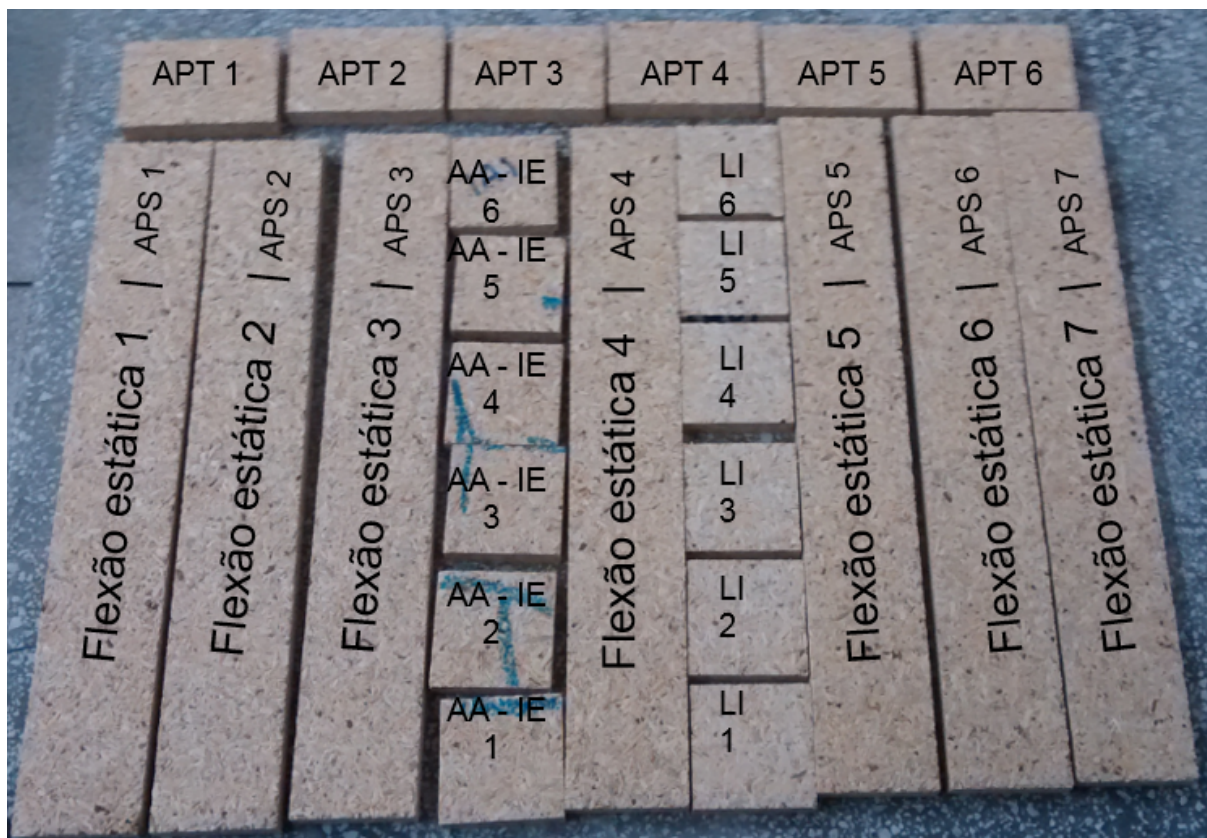 APT 1
APT 2
APT 3
APT 4
APT 5
APT 6
Flexão estática 1 | APS 1
Flexão estática 2 | APS 2
Flexão estática 3 | APS 3
AA - IE
6
AA - IE
5
AA - IE
4
AA - IE
3
AA - IE
2
AA - IE
1
Flexão estática 4 | APS 4
LI
6
LI
5
LI
4
LI
3
LI
2
LI
1
Flexão estática 5 | APS 5
Flexão estática 6 | APS 6
Flexão estática 7 | APS 7